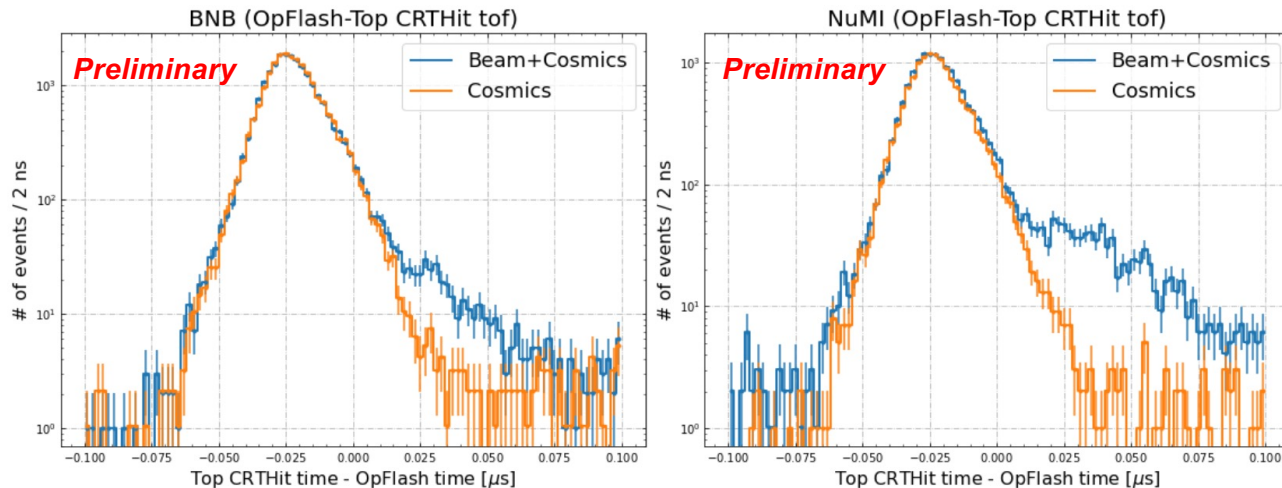 BNB (OpFlash-Top CRTHit tof)
Preliminary
Beam+Cosmics
Cosmics
# of events / 2 ns
10³
10²
10¹
10⁰
−0.100 −0.075 −0.050 −0.025 0.000 0.025 0.050 0.075 0.100
Top CRTHit time - OpFlash time [μs]
NuMI (OpFlash-Top CRTHit tof)
Preliminary
Beam+Cosmics
Cosmics
# of events / 2 ns
10³
10²
10¹
10⁰
−0.100 −0.075 −0.050 −0.025 0.000 0.025 0.050 0.075 0.100
Top CRTHit time - OpFlash time [μs]